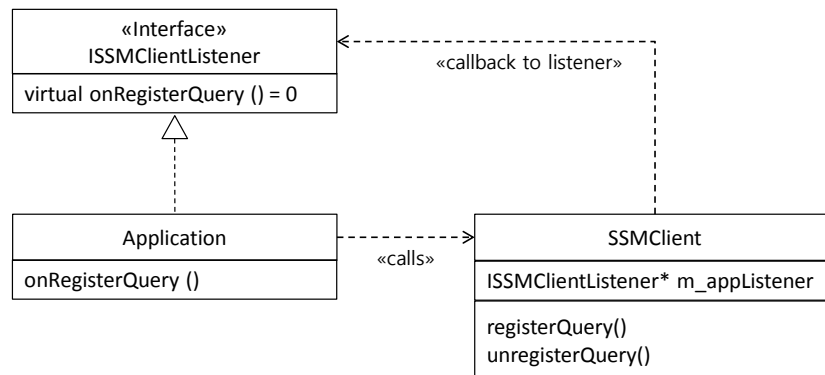 «Interface»
ISSMClientListener
«callback to listener»
virtual onRegisterQuery () = 0
Application
SSMClient
«calls»
onRegisterQuery ()
ISSMClientListener* m_appListener
registerQuery()
unregisterQuery()